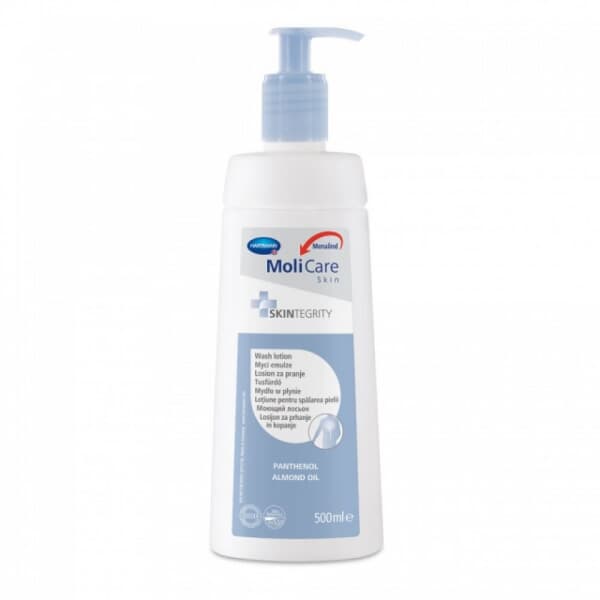 HARTMANN
Menalind
MoliCare
Skin
SKINTEGRITY
Wash lotion
Mycí emulze
Losion za pranje
Tusfürdő
Mydło w płynie
Loţiune pentru spălarea pielii
Моющий лосьон
Losjon za prhanje
in kopanje
PANTHENOL
ALMOND OIL
500ml e